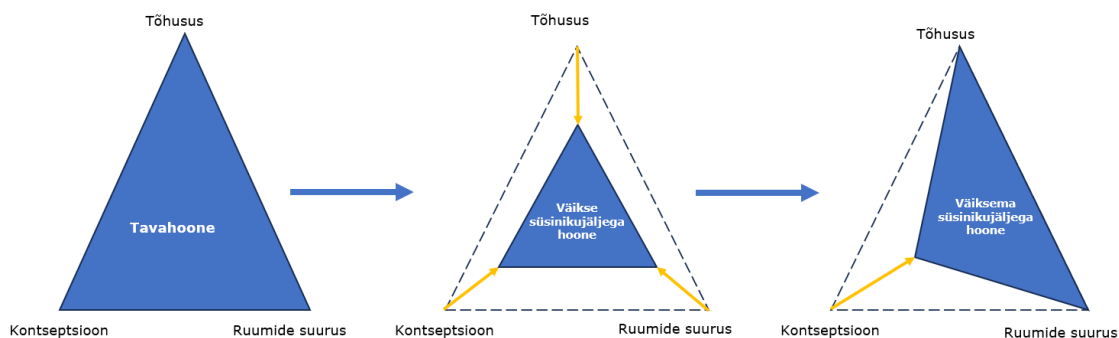 Tõhusus
Tavahoone
Kontseptsioon
Ruumide suurus
Tõhusus
Väikse
süsinikujäljega
hoone
Kontseptsioon
Ruumide suurus
Tõhusus
Väiksema
süsinikujäljega
hoone
Kontseptsioon
Ruumide suurus